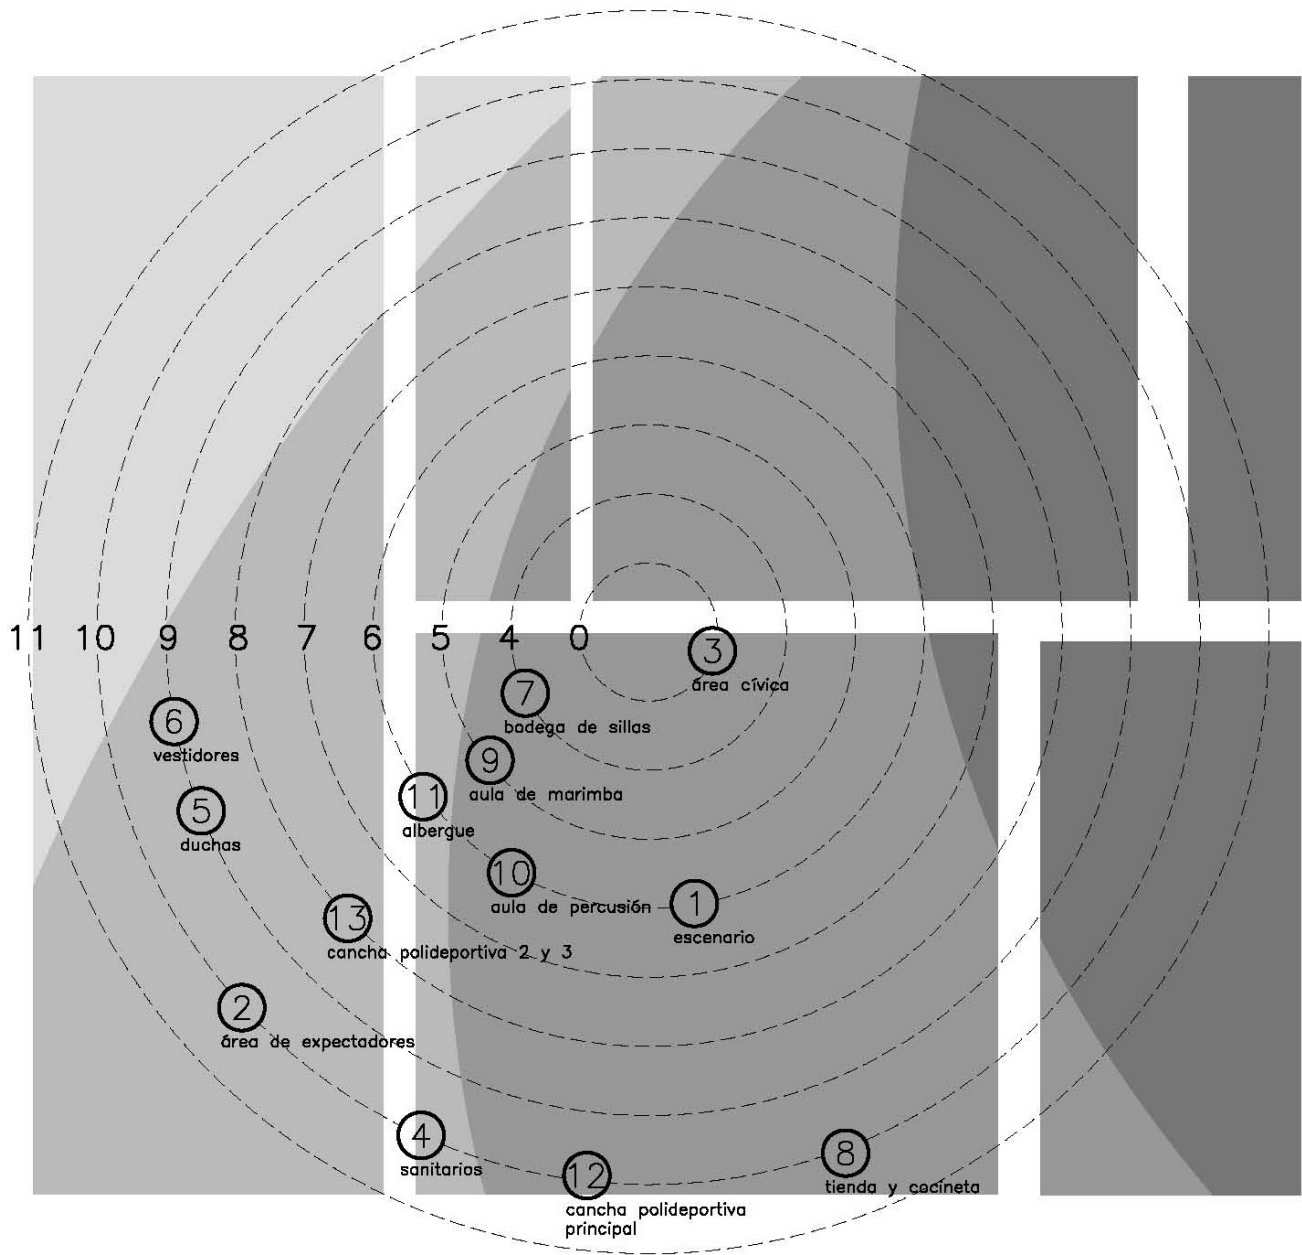 11 10 9 8 7 6 5 4 0
3
área cívica
7
bodega de sillas
6
vestidores
9
aula de marimba
11
albergue
5
duchas
10
aula de percusión
1
escenario
13
cancha polideportiva 2 y 3
2
área de expectadores
4
sanitarios
8
tienda y cocineta
12
cancha polideportiva
principal